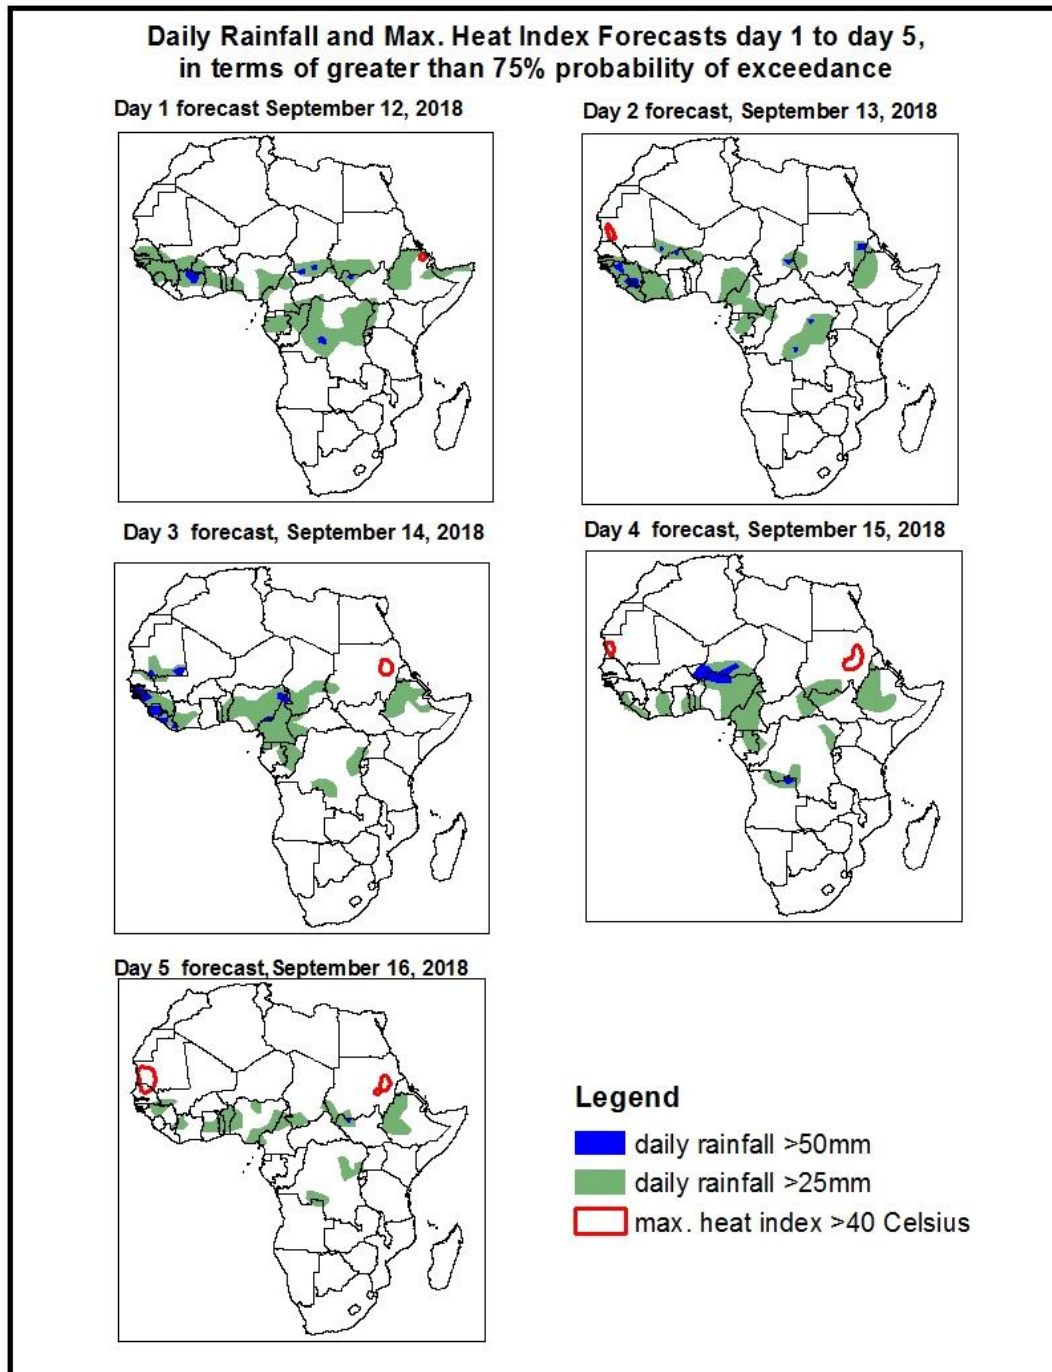 Daily Rainfall and Max. Heat Index Forecasts day 1 to day 5,
in terms of greater than 75% probability of exceedance
Day 1 forecast September 12, 2018
Day 2 forecast, September 13, 2018
Day 3 forecast, September 14, 2018
Day 4 forecast, September 15, 2018
Day 5 forecast, September 16, 2018
Legend
daily rainfall >50mm
daily rainfall >25mm
max. heat index >40 Celsius